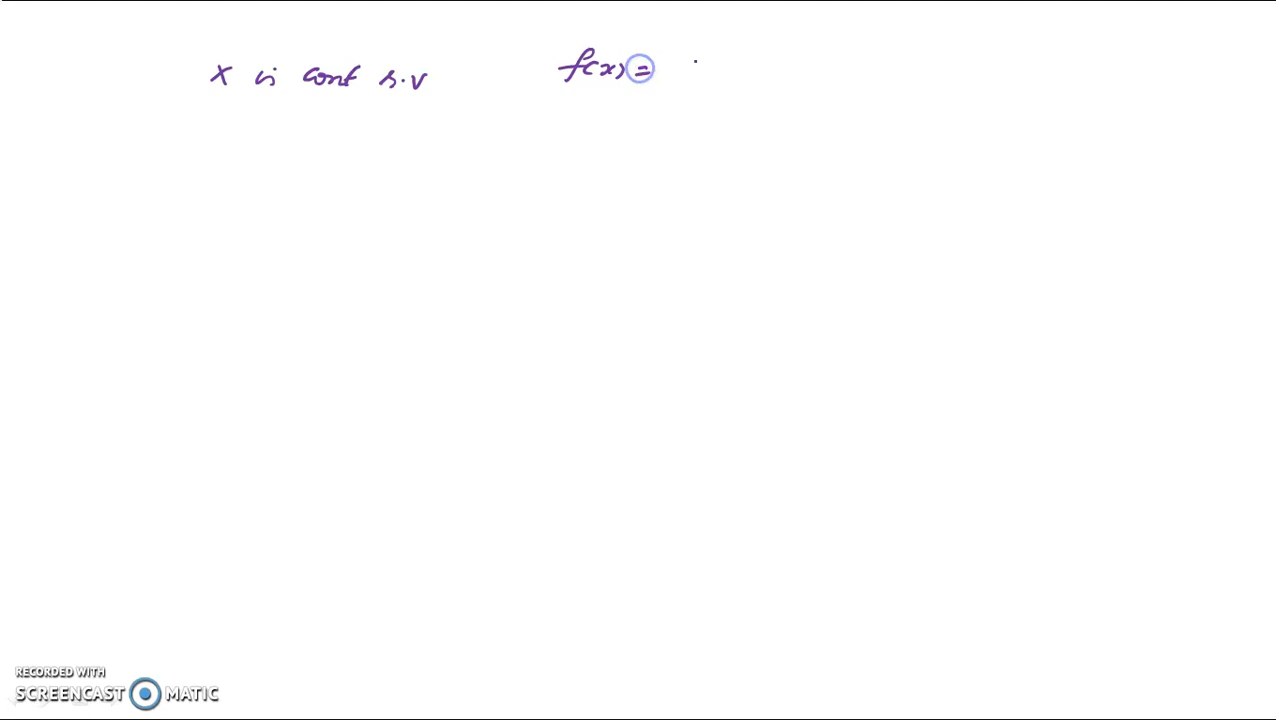 X is cont r.v f(x) =
RECORDED WITH
SCREENCAST MATIC